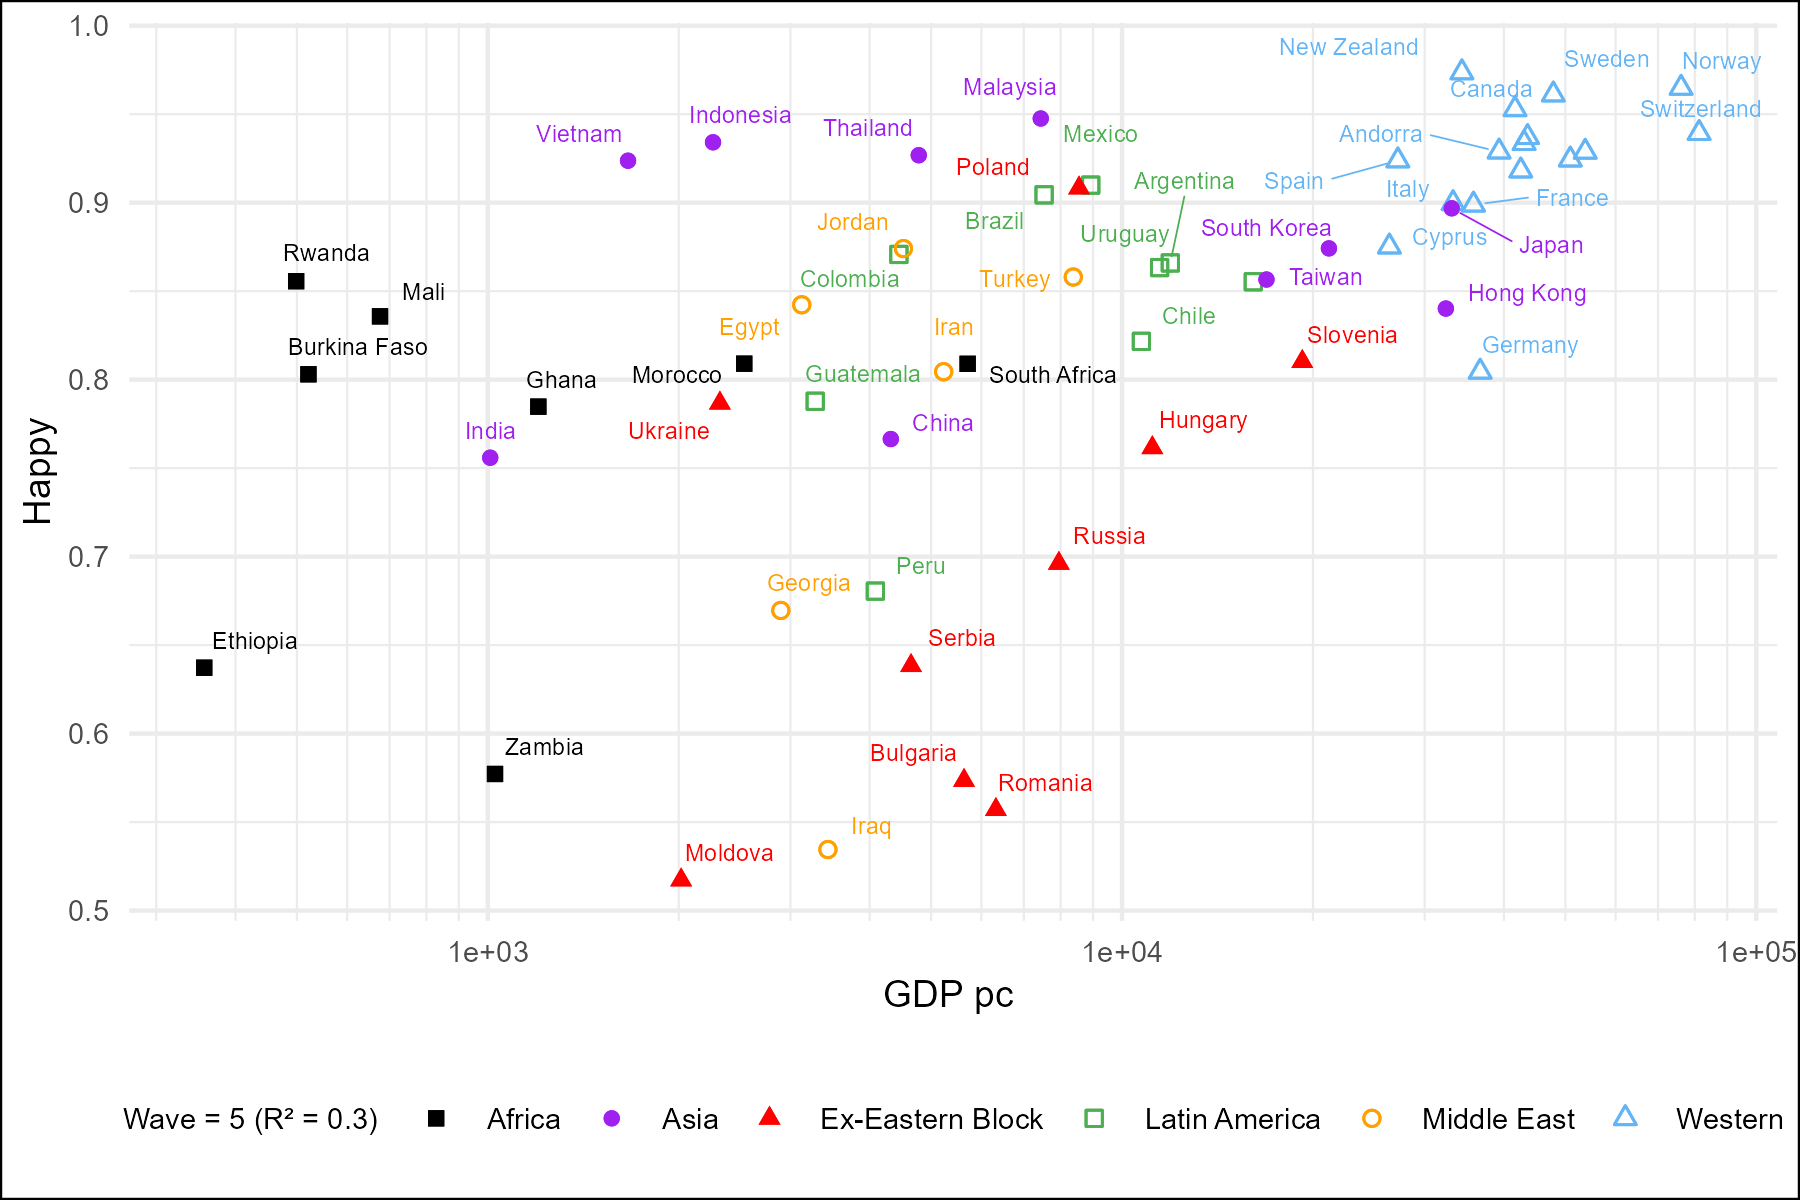 1.0
0.9
0.8
0.7
0.6
0.5
Happy
New Zealand
Sweden
Norway
Malaysia
Canada
Indonesia
Switzerland
Vietnam
Thailand
Mexico
Andorra
Poland
Argentina
Spain
Italy
France
Jordan
Brazil
Uruguay
South Korea
Cyprus
Japan
Rwanda
Colombia
Turkey
Taiwan
Mali
Hong Kong
Egypt
Iran
Chile
Slovenia
Burkina Faso
Germany
Ghana
Morocco
Guatemala
South Africa
India
Ukraine
China
Hungary
Russia
Georgia
Peru
Ethiopia
Serbia
Zambia
Bulgaria
Romania
Iraq
Moldova
1e+03
1e+04
1e+05
GDP pc
Wave = 5 (R² = 0.3)
Africa
Asia
Ex-Eastern Block
Latin America
Middle East
Western